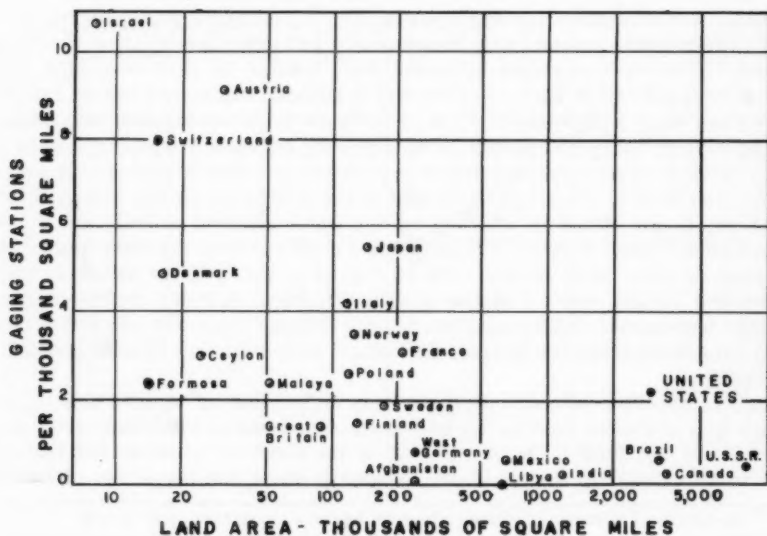 GAGING STATIONS
PER THOUSAND SQUARE MILES
10
8
6
4
2
0
Israel
Austria
Switzerland
Japan
Denmark
Italy
Norway
Ceylon
France
Poland
Formosa
Malaya
UNITED
STATES
Sweden
Great
Britain
Finland
West
Germany
Brazil
Mexico
U.S.S.R.
Afghanistan
Libya
India
Canada
10 20 50 100 200 500 1,000 2,000 5,000
LAND AREA - THOUSANDS OF SQUARE MILES